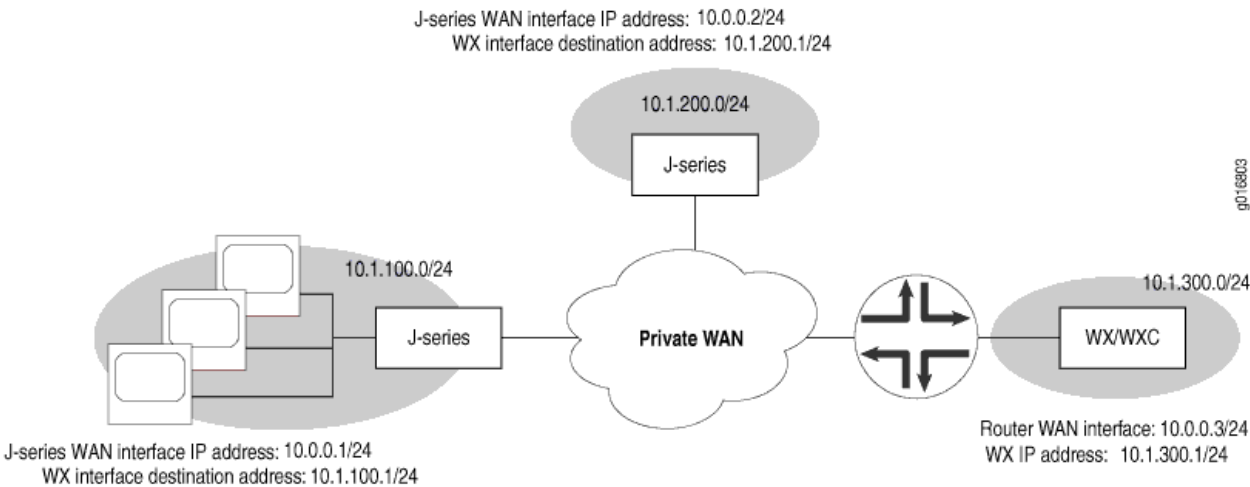 J-series WAN interface IP address: 10.0.0.2/24
WX interface destination address: 10.1.200.1/24
10.1.200.0/24
J-series
g016803
10.1.100.0/24
J-series
Private WAN
10.1.300.0/24
WX/WXC
J-series WAN interface IP address: 10.0.0.1/24
WX interface destination address: 10.1.100.1/24
Router WAN interface: 10.0.0.3/24
WX IP address: 10.1.300.1/24